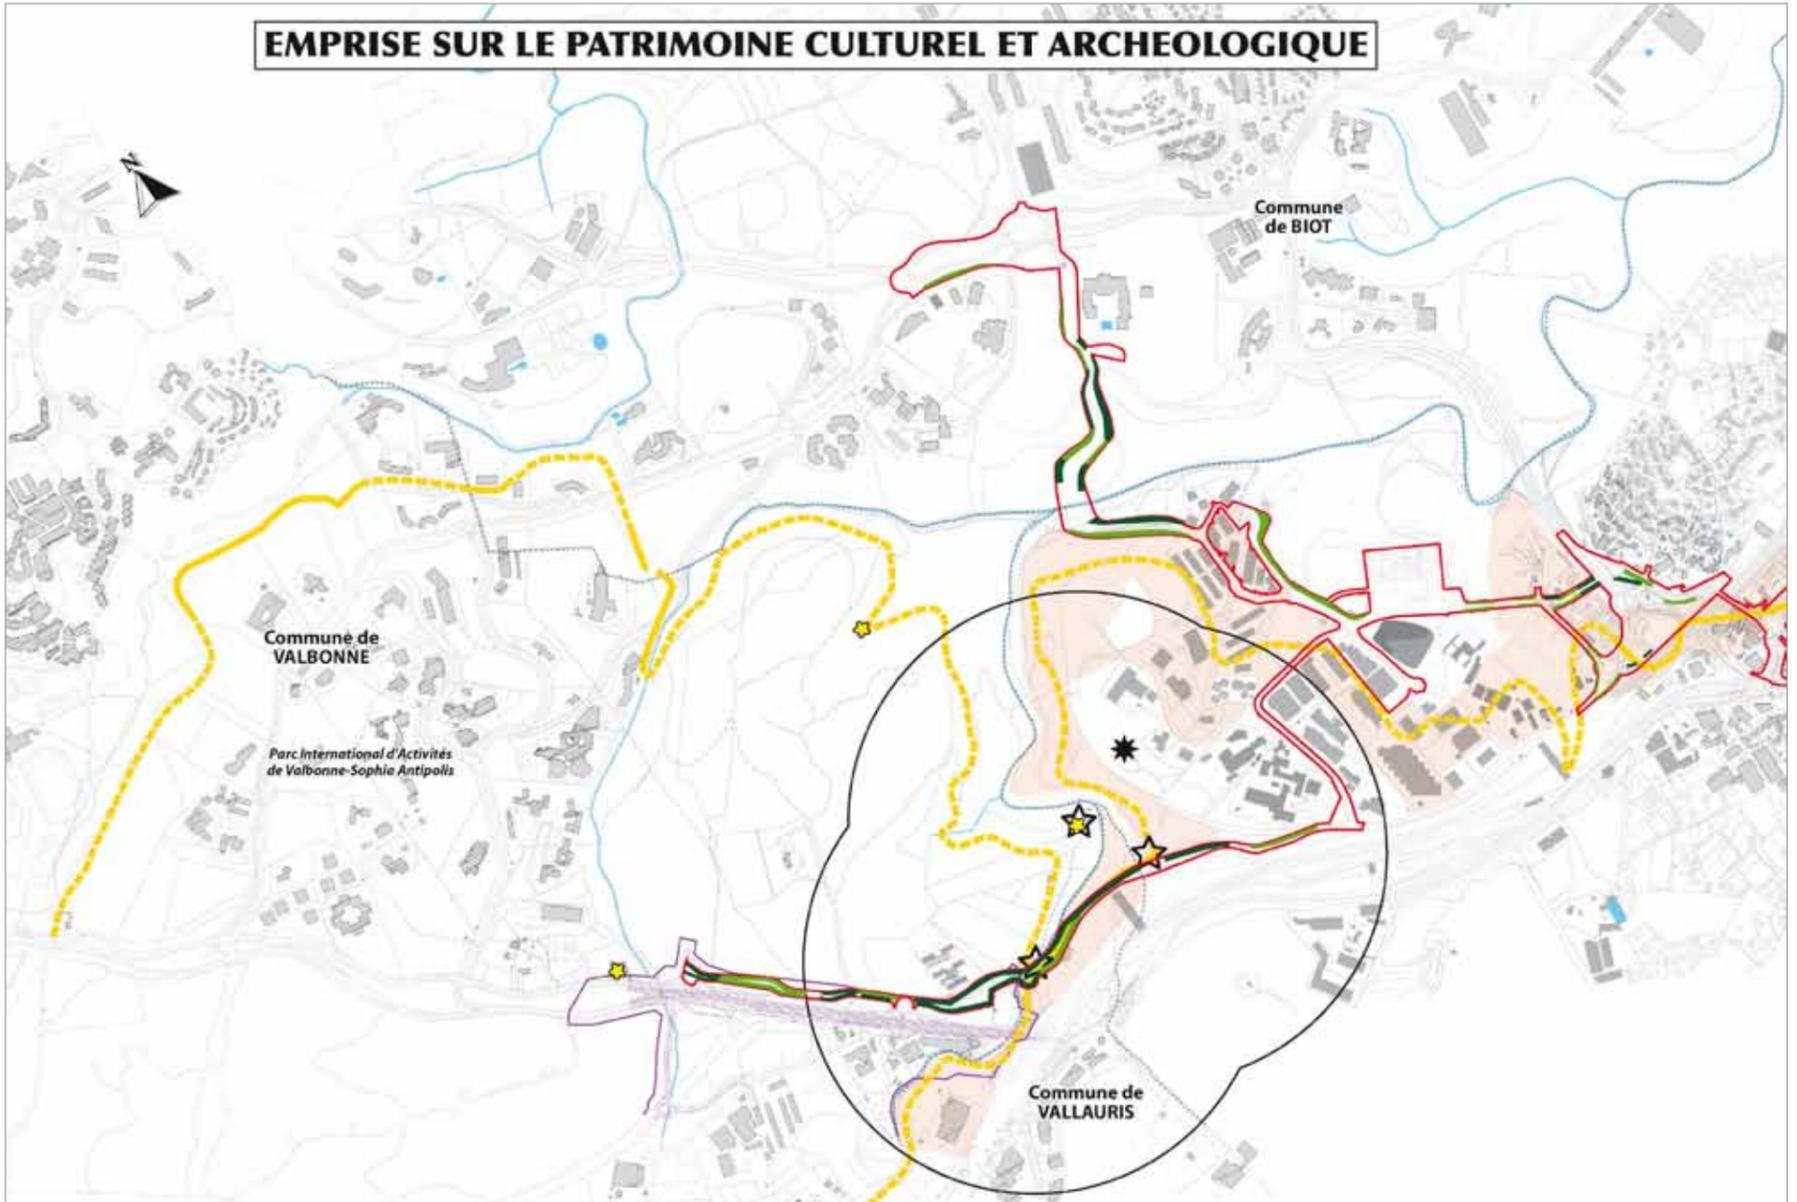 EMPRISE SUR LE PATRIMOINE CULTUREL ET ARCHEOLOGIQUE
N
Commune
de BIOT
Commune de
VALBONNE
Parc International d'Activités
de Valbonne-Sophia Antipolis
Commune de
VALLAURIS